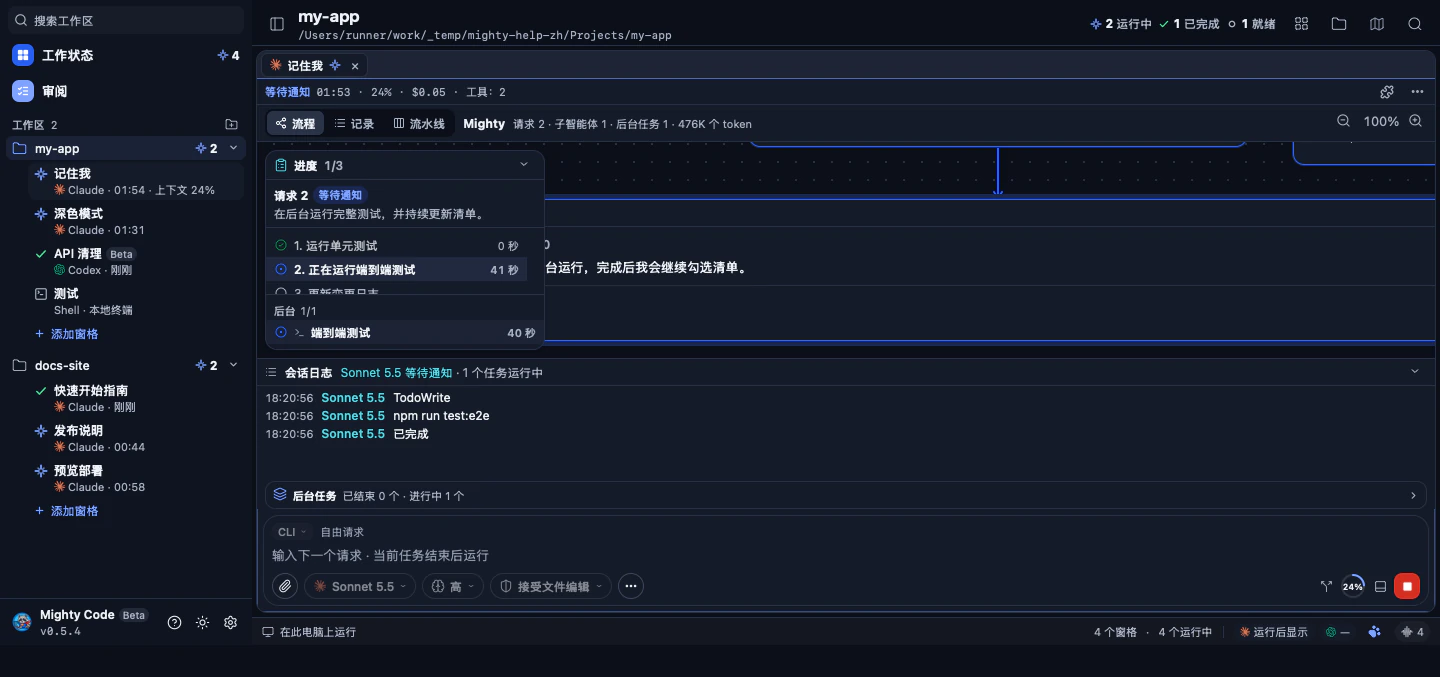 搜索工作区
工作状态 4
审阅
工作区 2
my-app 2
记住我
Claude · 01:54 · 上下文 24%
深色模式
Claude · 01:31
API 清理 Beta
Codex · 刚刚
测试
Shell · 本地终端
+ 添加窗格
docs-site 2
快速开始指南
Claude · 刚刚
发布说明
Claude · 00:44
预览部署
Claude · 00:58
+ 添加窗格
Mighty Code Beta
v0.5.4
my-app
/Users/runner/work/_temp/mighty-help-zh/Projects/my-app
2 运行中 1 已完成 1 就绪
记住我
等待通知 01:53 · 24% · $0.05 · 工具: 2
流程 记录 流水线 Mighty 请求 2 · 子智能体 1 · 后台任务 1 · 476K 个 token
100%
进度 1/3
请求 2 等待通知
在后台运行完整测试，并持续更新清单。
1. 运行单元测试 0 秒
2. 正在运行端到端测试 41 秒
3. 更新变更日志
后台 1/1
端到端测试 40 秒
台运行，完成后我会继续勾选清单。
会话日志 Sonnet 5.5 等待通知 · 1 个任务运行中
18:20:56 Sonnet 5.5 TodoWrite
18:20:56 Sonnet 5.5 npm run test:e2e
18:20:56 Sonnet 5.5 已完成
后台任务 已结束 0 个 · 进行中 1 个
CLI 自由请求
输入下一个请求 · 当前任务结束后运行
Sonnet 5.5 高 接受文件编辑 24%
在此电脑上运行
4 个窗格 · 4 个运行中 运行后显示 — 4